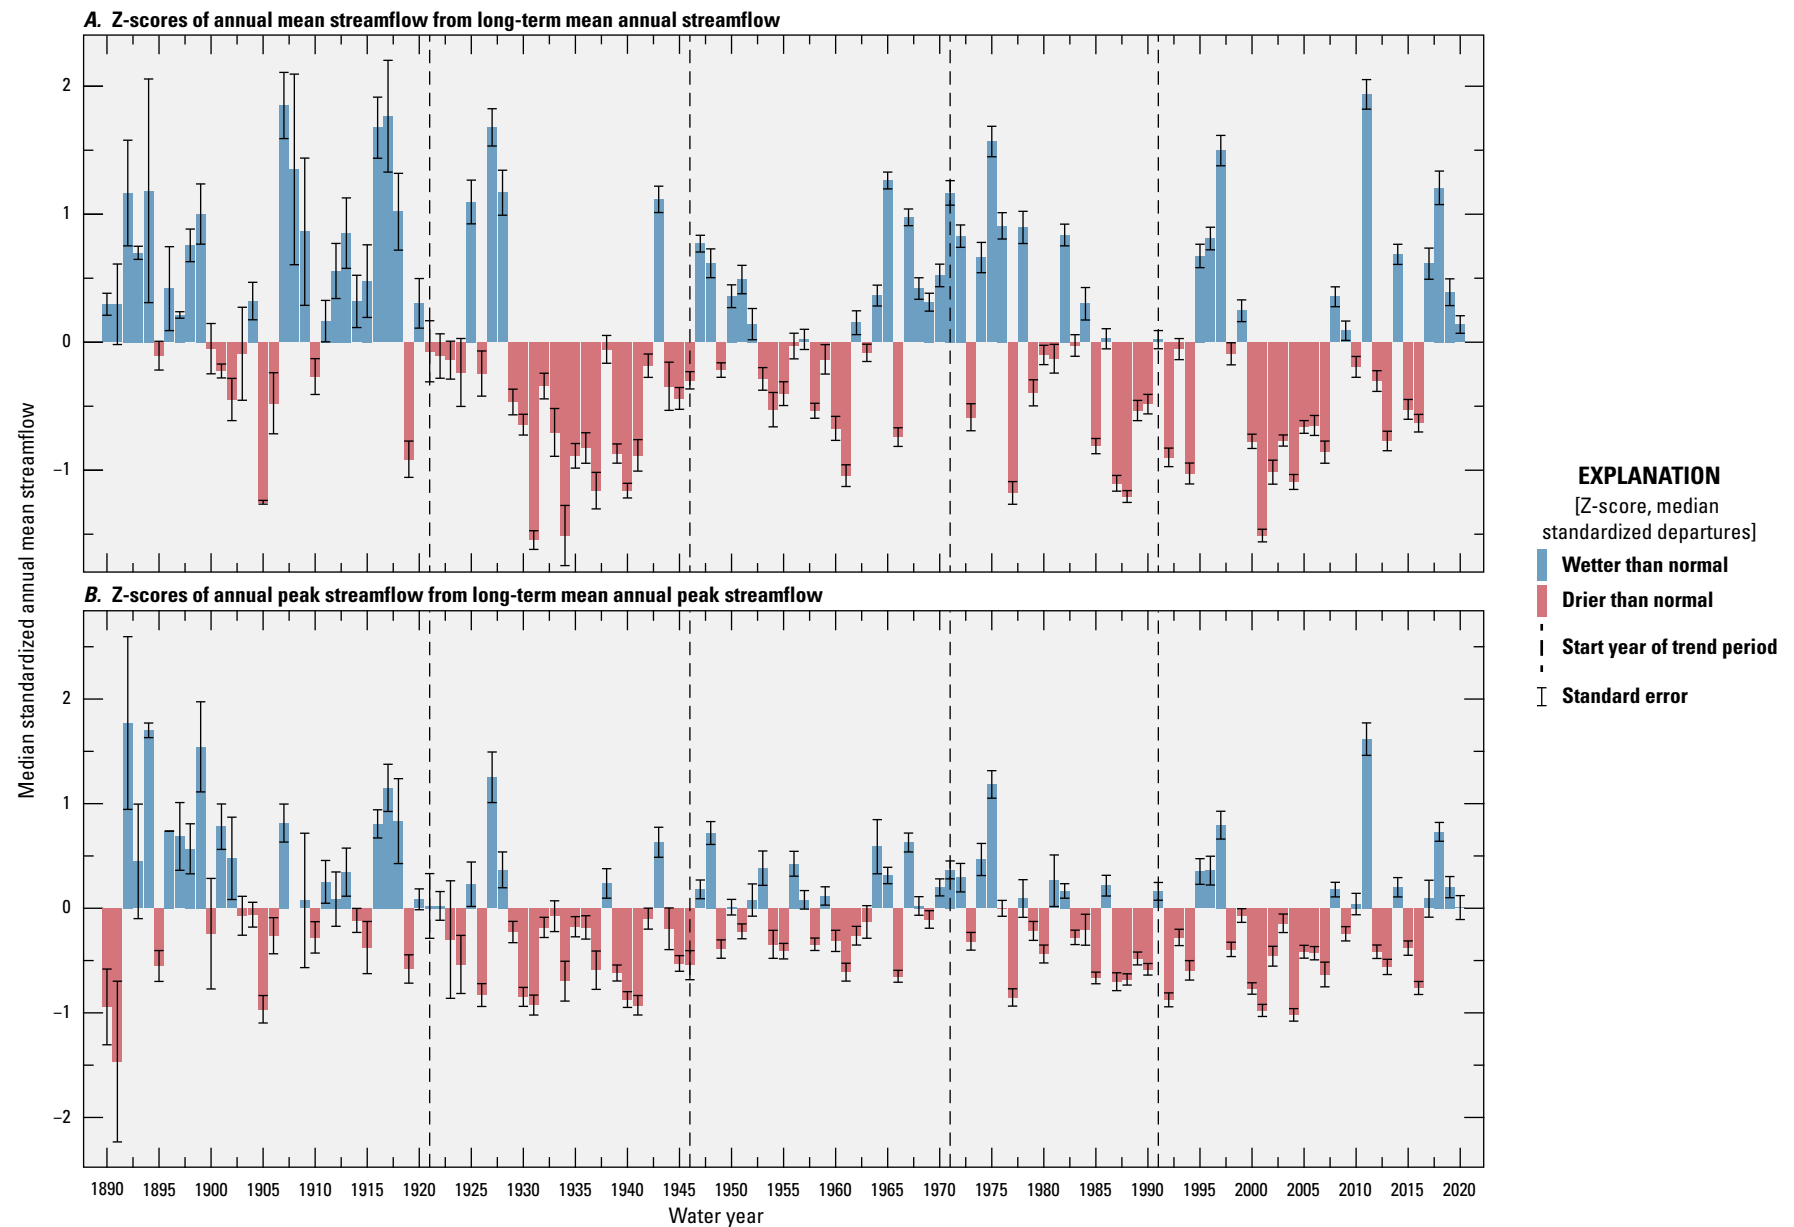 A. Z-scores of annual mean streamflow from long-term mean annual streamflow
2
1
0
–1
B. Z-scores of annual peak streamflow from long-term mean annual peak streamflow
2
1
0
–1
–2
Median standardized annual mean streamflow
1890 1895 1900 1905 1910 1915 1920 1925 1930 1935 1940 1945 1950 1955 1960 1965 1970 1975 1980 1985 1990 1995 2000 2005 2010 2015 2020
Water year
EXPLANATION
[Z-score, median
standardized departures]
Wetter than normal
Drier than normal
Start year of trend period
Standard error